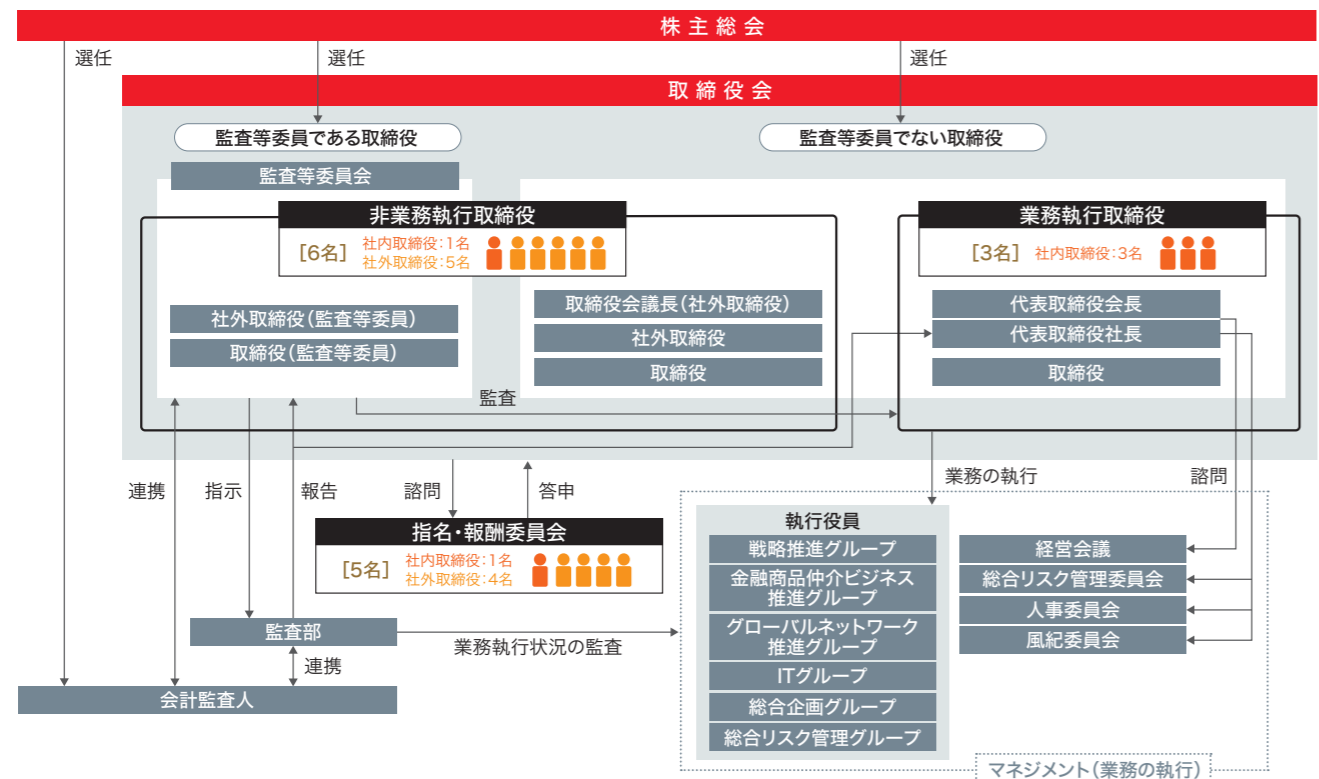 株主総会
選任
選任
選任
取締役会
監査等委員である取締役
監査等委員でない取締役
監査等委員会
非業務執行取締役
[6名]
社内取締役:1名
社外取締役:5名
業務執行取締役
[3名]
社内取締役:3名
社外取締役(監査等委員)
取締役(監査等委員)
取締役会議長(社外取締役)
社外取締役
取締役
代表取締役会長
代表取締役社長
取締役
監査
連携
指示
報告
諮問
答申
業務の執行
諮問
指名・報酬委員会
[5名]
社内取締役:1名
社外取締役:4名
監査部
業務執行状況の監査
連携
会計監査人
執行役員
戦略推進グループ
金融商品仲介ビジネス
推進グループ
グローバルネットワーク
推進グループ
ITグループ
総合企画グループ
総合リスク管理グループ
経営会議
総合リスク管理委員会
人事委員会
風紀委員会
マネジメント(業務の執行)